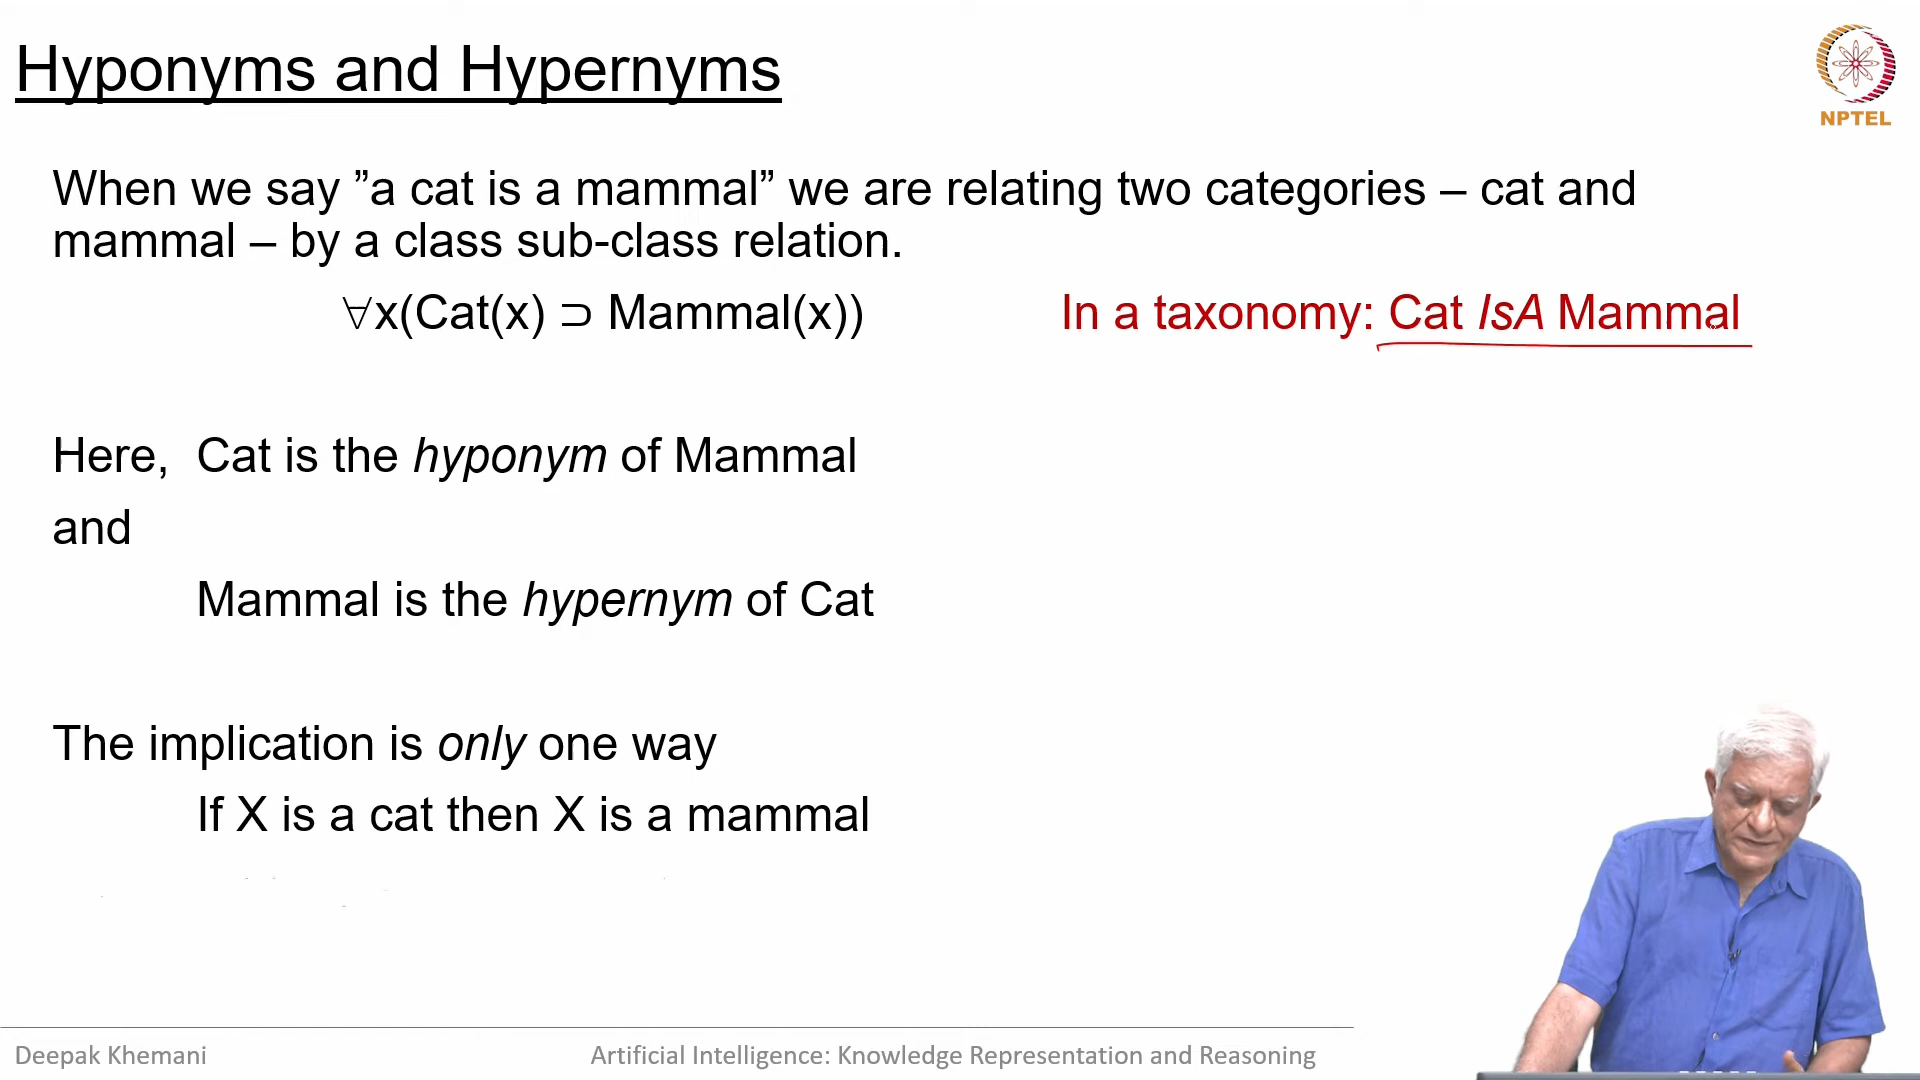 Hyponyms and Hypernyms
NPTEL
When we say ”a cat is a mammal” we are relating two categories – cat and
mammal – by a class sub-class relation.
∀x(Cat(x) ⊃ Mammal(x)) In a taxonomy: Cat IsA Mammal
Here, Cat is the hyponym of Mammal
and
Mammal is the hypernym of Cat
The implication is only one way
If X is a cat then X is a mammal
Deepak Khemani Artificial Intelligence: Knowledge Representation and Reasoning